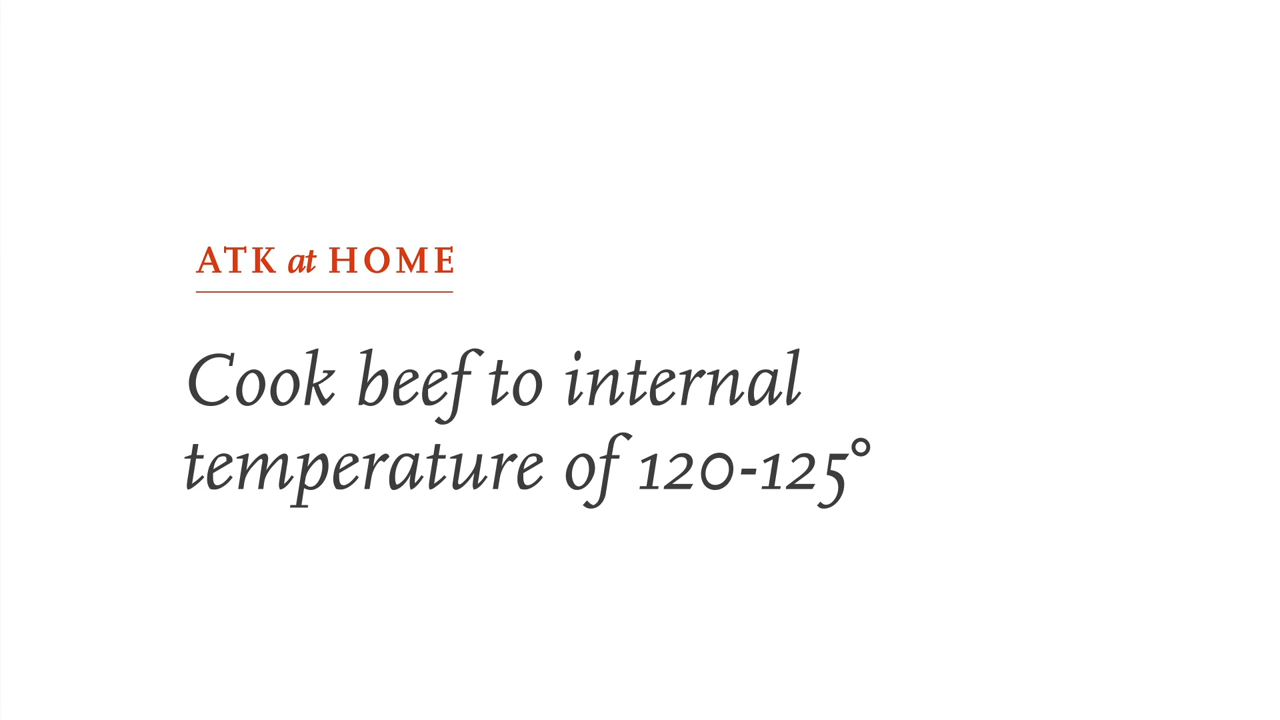 ATK at HOME
Cook beef to internal
temperature of 120-125°